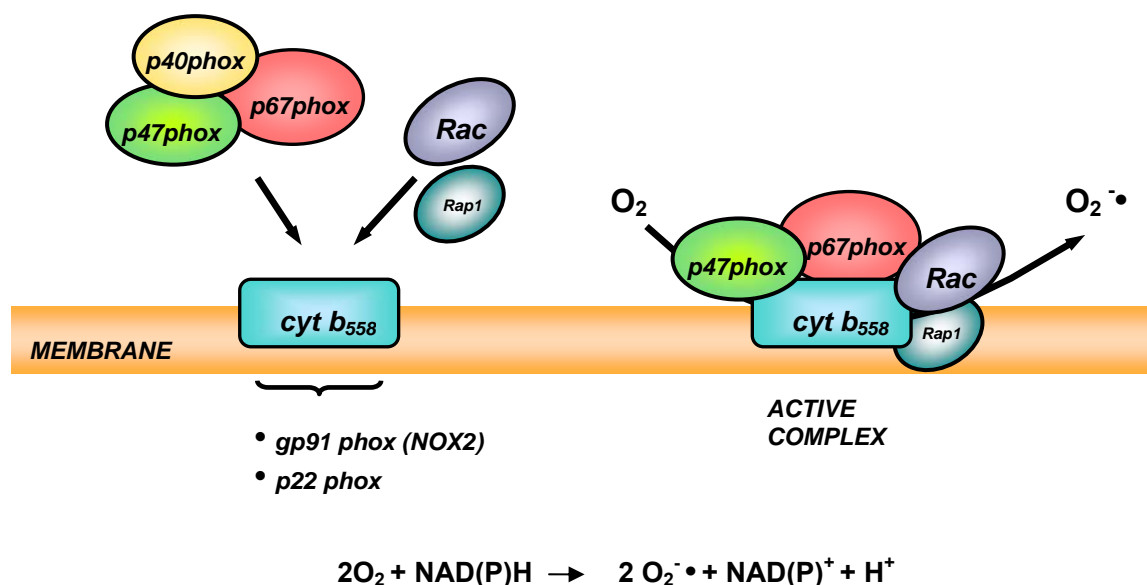 p40phox
p67phox
p47phox
Rac
Rap1
O₂
O₂⁻•
p67phox
p47phox
Rac
cyt b₅₅₈
cyt b₅₅₈
Rap1
MEMBRANE
ACTIVE
COMPLEX
• gp91 phox (NOX2)
• p22 phox
2O₂ + NAD(P)H → 2 O₂⁻• + NAD(P)⁺ + H⁺